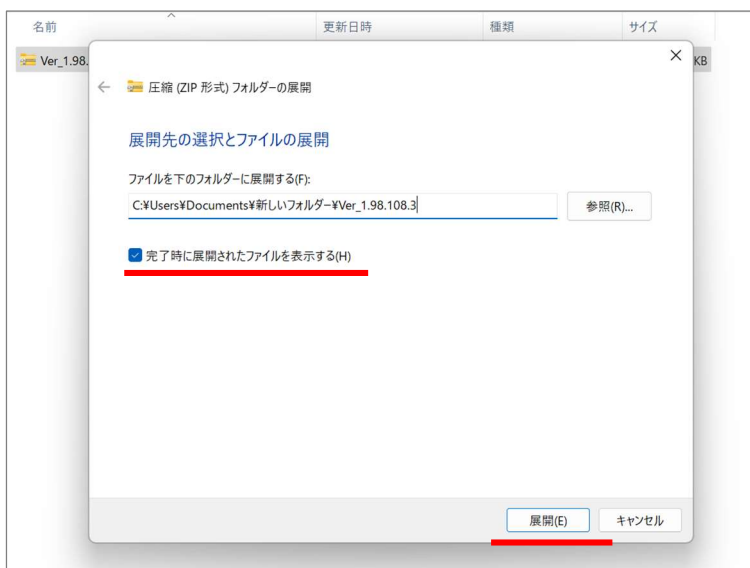 名前 更新日時 種類 サイズ
Ver_1.98. KB
圧縮 (ZIP 形式) フォルダーの展開
展開先の選択とファイルの展開
ファイルを下のフォルダーに展開する(F):
C:¥Users¥Documents¥新しいフォルダー¥Ver_1.98.108.3 参照(R)...
完了時に展開されたファイルを表示する(H)
展開(E) キャンセル